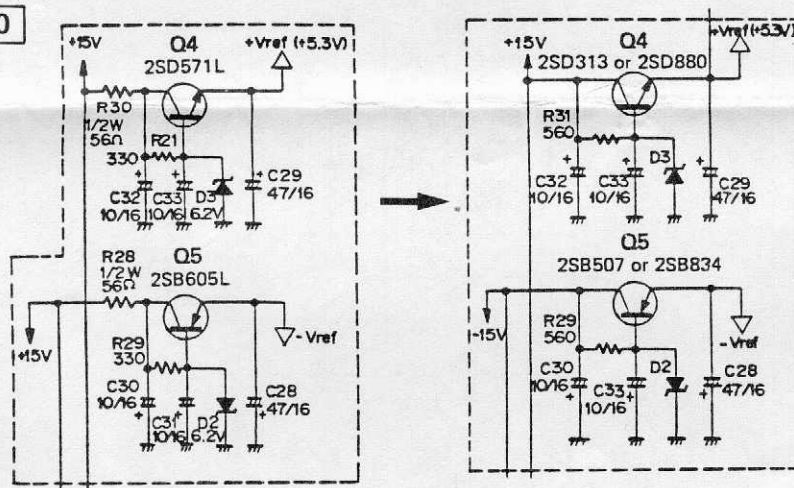 0
+15V
Q4
2SD571L
+Vref (+5.3V)
R30
1/2W
56Ω
R21
330
C32
10/16
C33
10/16
D3
6.2V
C29
47/16
R28
1/2W
56Ω
Q5
2SB605L
+15V
-Vref
R29
330
C30
10/16
C31
10/16
D2
6.2V
C28
47/16
+15V
Q4
2SD313 or 2SD880
+Vref (+5.3V)
R31
560
C32
10/16
C33
10/16
D3
C29
47/16
Q5
2SB507 or 2SB834
-15V
-Vref
R29
560
C30
10/16
C33
10/16
D2
C28
47/16